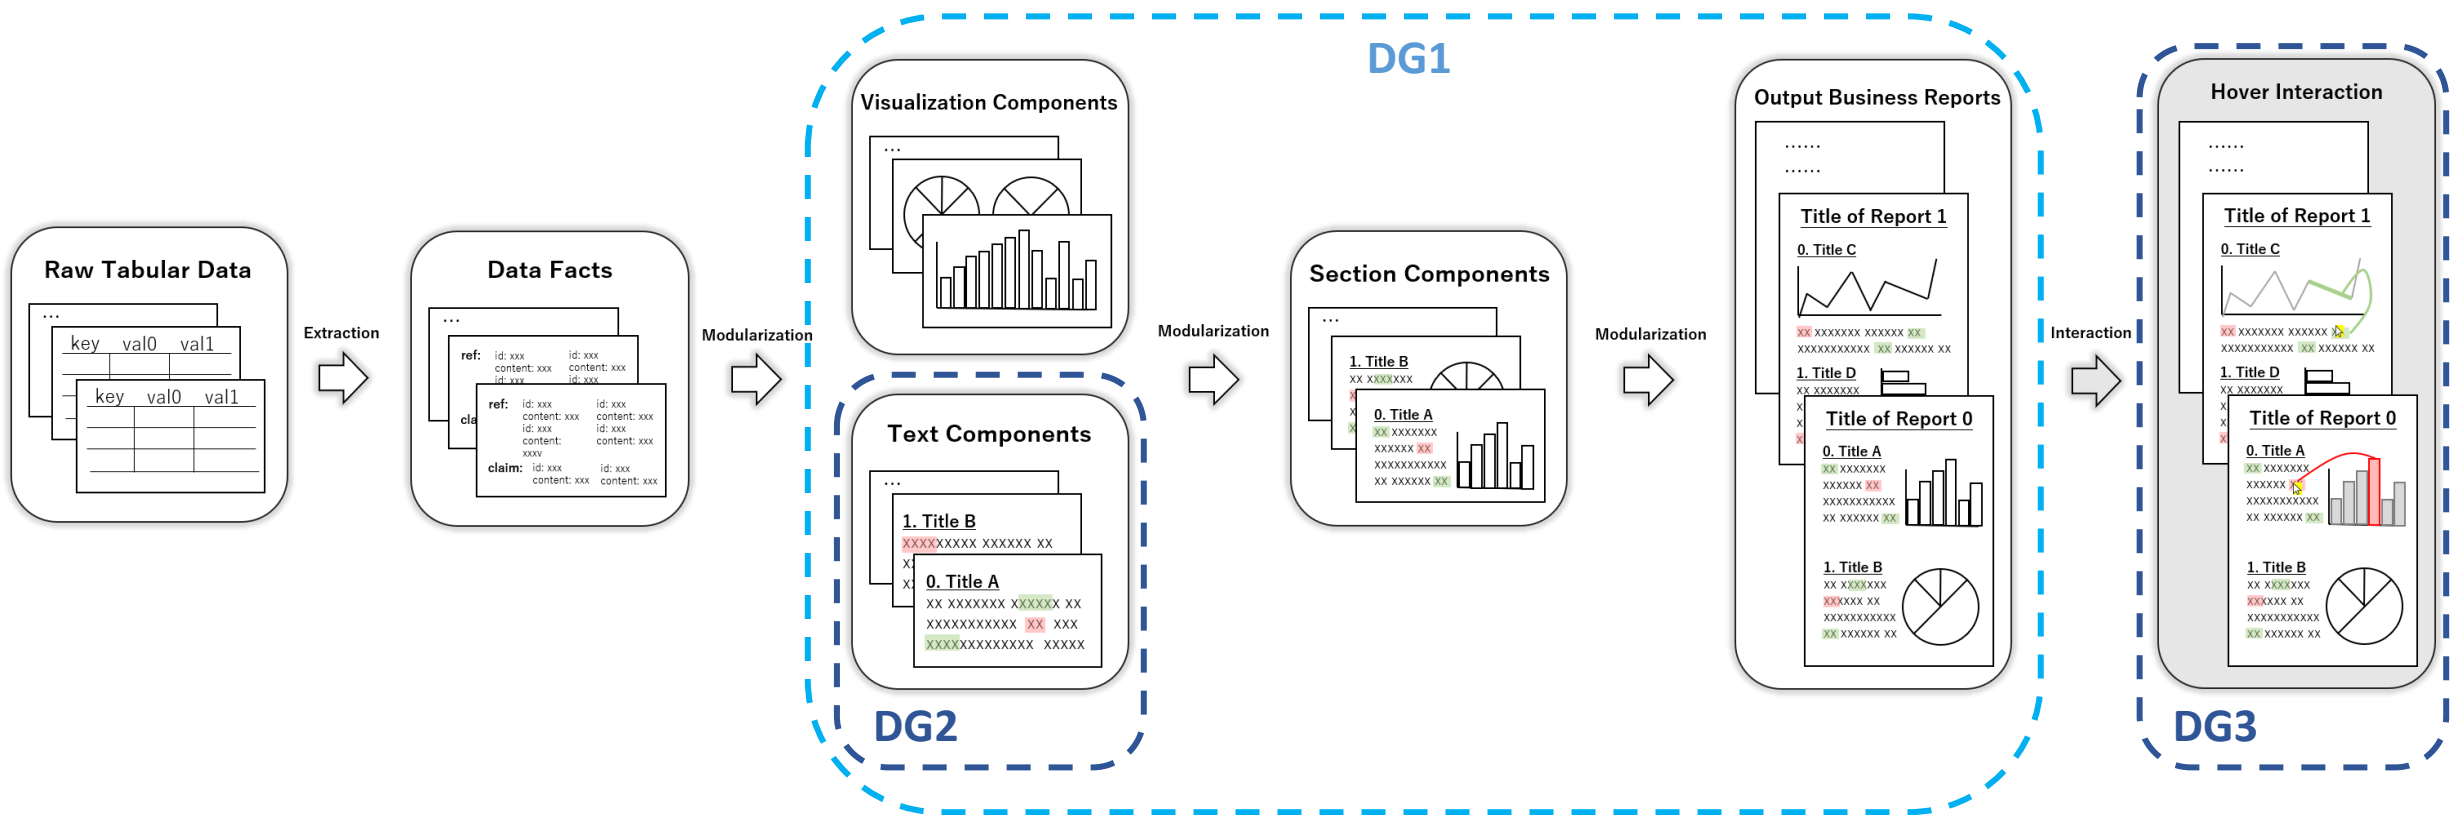 Raw Tabular Data
...
key val0 val1
key val0 val1
Extraction
Data Facts
...
ref: id: xxx id: xxx
content: xxx content: xxx
id: xxx id: xxx
cla
ref: id: xxx id: xxx
content: xxx content: xxx
id: xxx id: xxx
content: content: xxx
xxxv
claim: id: xxx id: xxx
content: xxx content: xxx
Modularization
DG1
Visualization Components
...
DG2
Text Components
...
1. Title B
XXXXXXXXX XXXXXX XX
X
X
0. Title A
XX XXXXXXX XXXXXX XX
XXXXXXXXXXX XX XXX
XXXXXXXXXXXXX XXXXX
Modularization
Section Components
...
1. Title B
XX XXXXXXX
X
X
X
0. Title A
XX XXXXXXX
XXXXXX XX
XXXXXXXXXXX
XX XXXXXX XX
Modularization
Output Business Reports
......
......
Title of Report 1
0. Title C
XX XXXXXXX XXXXXX XX
XXXXXXXXXXX XX XXXXXX XX
1. Title D
XX XXXXXXX
X
X
X
Title of Report 0
0. Title A
XX XXXXXXX
XXXXXX XX
XXXXXXXXXXX
XX XXXXXX XX
1. Title B
XX XXXXXXX
XXXXXX XX
XXXXXXXXXXX
XX XXXXXX XX
Interaction
Hover Interaction
......
......
Title of Report 1
0. Title C
XX XXXXXXX XXXXXX
XXXXXXXXXXX XX XXXXXX XX
1. Title D
XX XXXXXXX
X
X
X
Title of Report 0
0. Title A
XX XXXXXXX
XXXXXX
XXXXXXXXXXX
XX XXXXXX XX
1. Title B
XX XXXXXXX
XXXXXX XX
XXXXXXXXXXX
XX XXXXXX XX
DG3